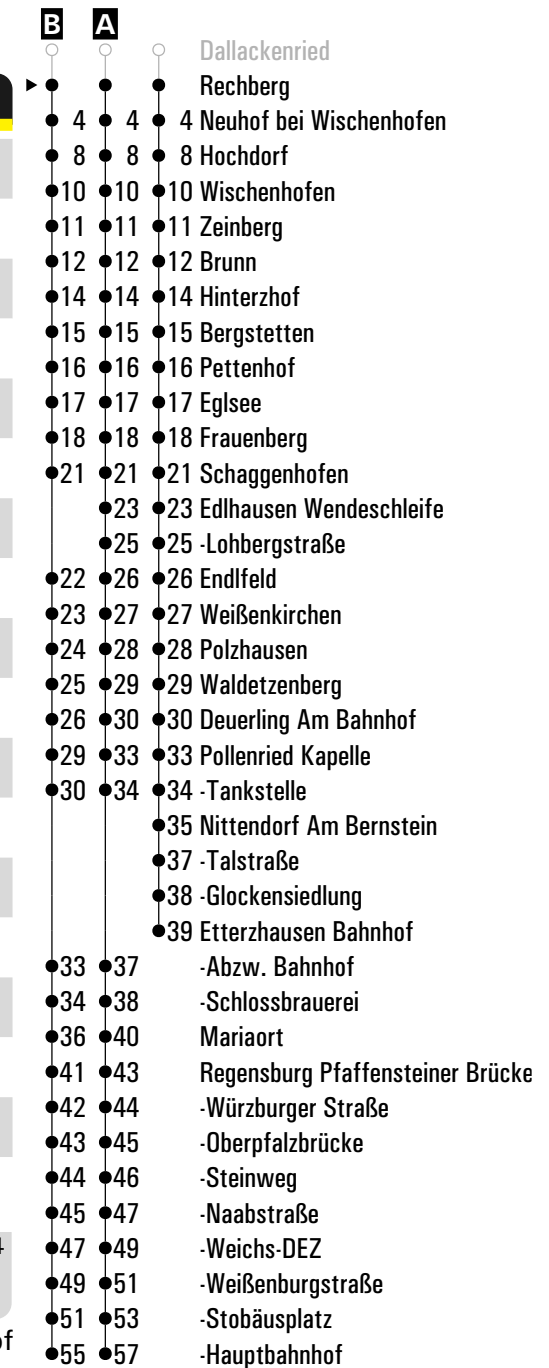 B A
Dallackenried
Rechberg
4 4 4 Neuhof bei Wischenhofen
8 8 8 Hochdorf
10 10 10 Wischenhofen
11 11 11 Zeinberg
12 12 12 Brunn
14 14 14 Hinterzhof
15 15 15 Bergstetten
16 16 16 Pettenhof
17 17 17 Eglsee
18 18 18 Frauenberg
21 21 21 Schaggenhofen
23 23 Edlhausen Wendeschleife
25 25 -Lohbergstraße
22 26 26 Endlfeld
23 27 27 Weißenkirchen
24 28 28 Polzhausen
25 29 29 Waldetzenberg
26 30 30 Deuerling Am Bahnhof
29 33 33 Pollenried Kapelle
30 34 34 -Tankstelle
35 Nittendorf Am Bernstein
37 -Talstraße
38 -Glockensiedlung
39 Etterzhausen Bahnhof
33 37 -Abzw. Bahnhof
34 38 -Schlossbrauerei
36 40 Mariaort
41 43 Regensburg Pfaffensteiner Brücke
42 44 -Würzburger Straße
43 45 -Oberpfalzbrücke
44 46 -Steinweg
45 47 -Naabstraße
47 49 -Weichs-DEZ
49 51 -Weißenburgstraße
51 53 -Stobäusplatz
55 57 -Hauptbahnhof